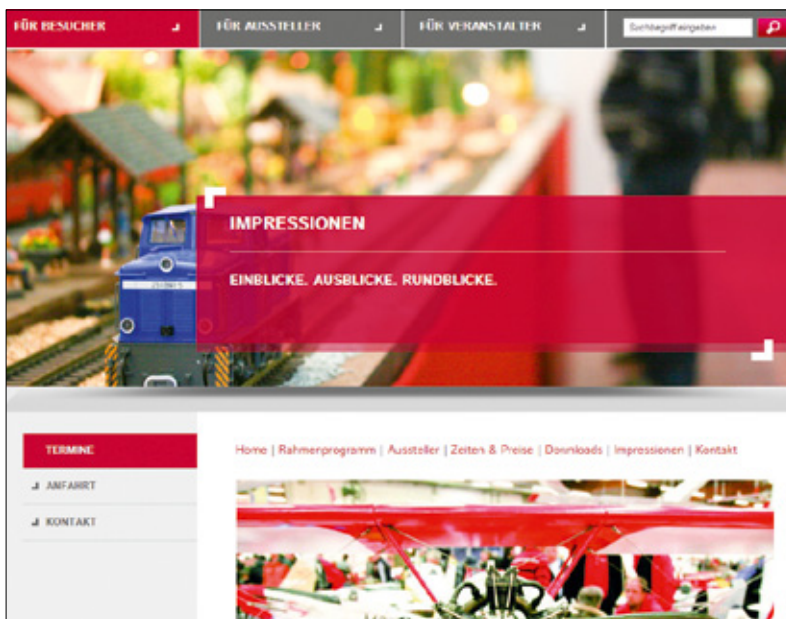 FÜR BESUCHER
FÜR AUSSTELLER
FÜR VERANSTALTER
Suchbegriff eingeben
IMPRESSIONEN
EINBLICKE. AUSBLICKE. RUNDBLICKE.
TERMINE
ANFAHRT
KONTAKT
Home | Rahmenprogramm | Aussteller | Zeiten & Preise | Downloads | Impressionen | Kontakt